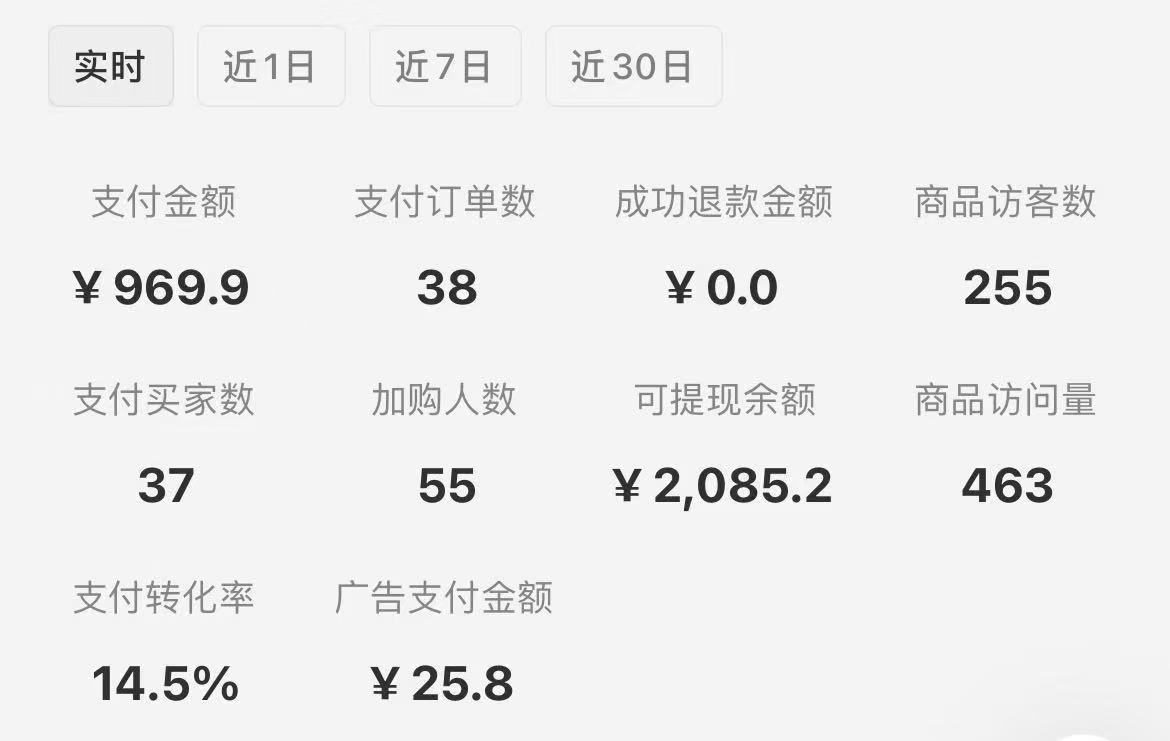 实时 近1日 近7日 近30日
支付金额 支付订单数 成功退款金额 商品访客数
¥ 969.9 38 ¥ 0.0 255
支付买家数 加购人数 可提现余额 商品访问量
37 55 ¥ 2,085.2 463
支付转化率 广告支付金额
14.5% ¥ 25.8